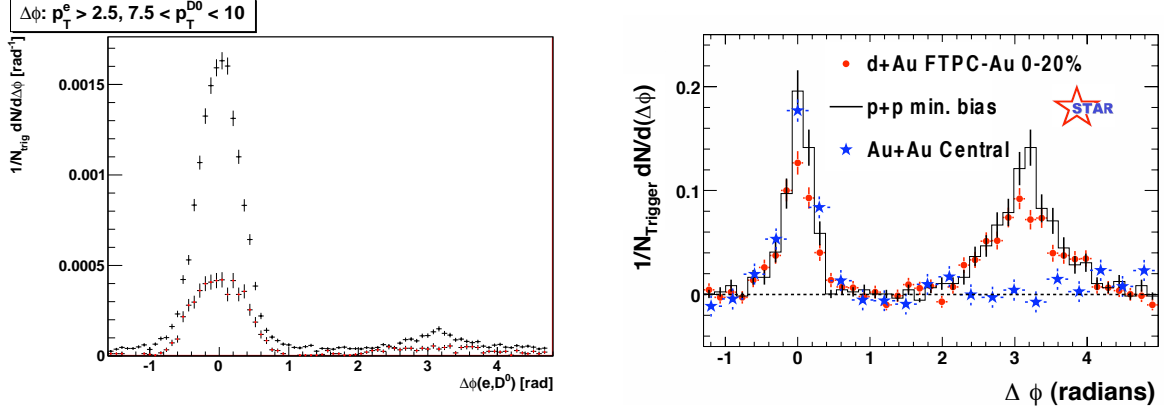 Δϕ: p_T^e > 2.5, 7.5 < p_T^D0 < 10
1/N_trig dN/dΔϕ [rad⁻¹]
0.0015
0.001
0.0005
0
-1 0 1 2 3 4
Δϕ(e,D⁰) [rad]
1/N_Trigger dN/d(Δϕ)
0.2
0.1
0
d+Au FTPC-Au 0-20%
p+p min. bias
Au+Au Central
STAR
-1 0 1 2 3 4
Δ ϕ (radians)